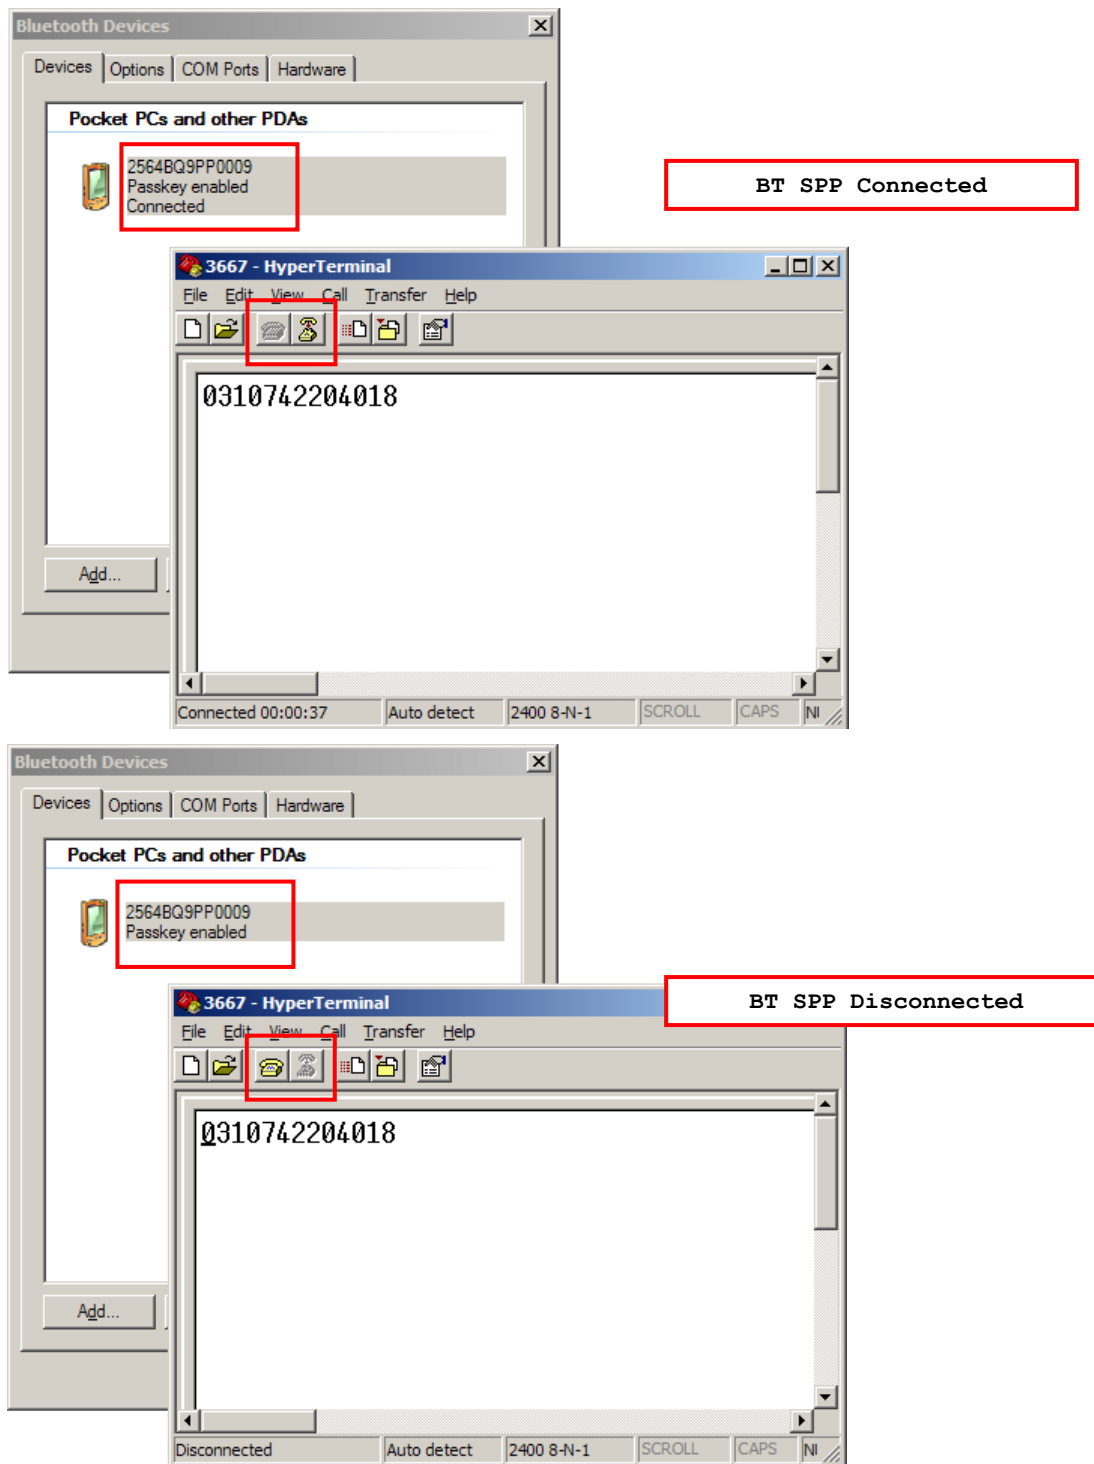 Bluetooth Devices
Devices Options COM Ports Hardware
Pocket PCs and other PDAs
2564BQ9PP0009
Passkey enabled
Connected
BT SPP Connected
3667 - HyperTerminal
File Edit View Call Transfer Help
0310742204018
Add...
Connected 00:00:37 Auto detect 2400 8-N-1 SCROLL CAPS
Bluetooth Devices
Devices Options COM Ports Hardware
Pocket PCs and other PDAs
2564BQ9PP0009
Passkey enabled
BT SPP Disconnected
3667 - HyperTerminal
File Edit View Call Transfer Help
0310742204018
Add...
Disconnected Auto detect 2400 8-N-1 SCROLL CAPS